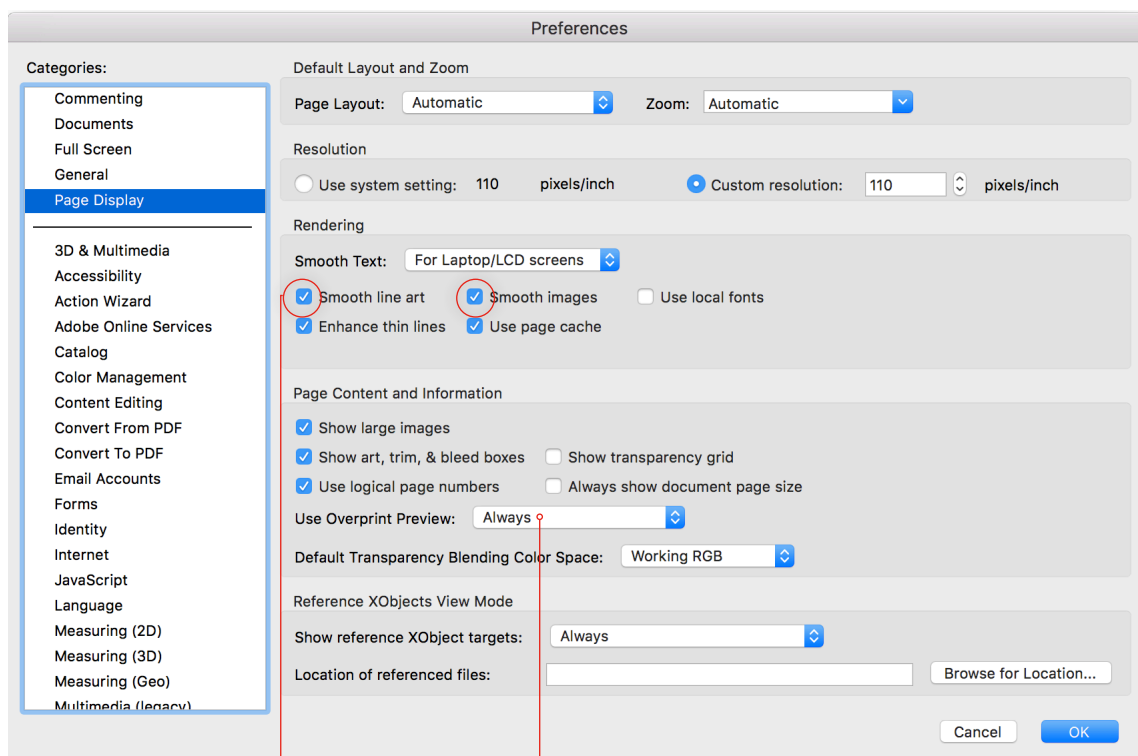 Preferences
Categories:
Commenting
Documents
Full Screen
General
Page Display
3D & Multimedia
Accessibility
Action Wizard
Adobe Online Services
Catalog
Color Management
Content Editing
Convert From PDF
Convert To PDF
Email Accounts
Forms
Identity
Internet
JavaScript
Language
Measuring (2D)
Measuring (3D)
Measuring (Geo)
Multimedia (legacy)
Default Layout and Zoom
Page Layout: Automatic Zoom: Automatic
Resolution
Use system setting: 110 pixels/inch Custom resolution: 110 pixels/inch
Rendering
Smooth Text: For Laptop/LCD screens
Smooth line art Smooth images Use local fonts
Enhance thin lines Use page cache
Page Content and Information
Show large images
Show art, trim, & bleed boxes Show transparency grid
Use logical page numbers Always show document page size
Use Overprint Preview: Always
Default Transparency Blending Color Space: Working RGB
Reference XObjects View Mode
Show reference XObject targets: Always
Location of referenced files: Browse for Location...
Cancel OK